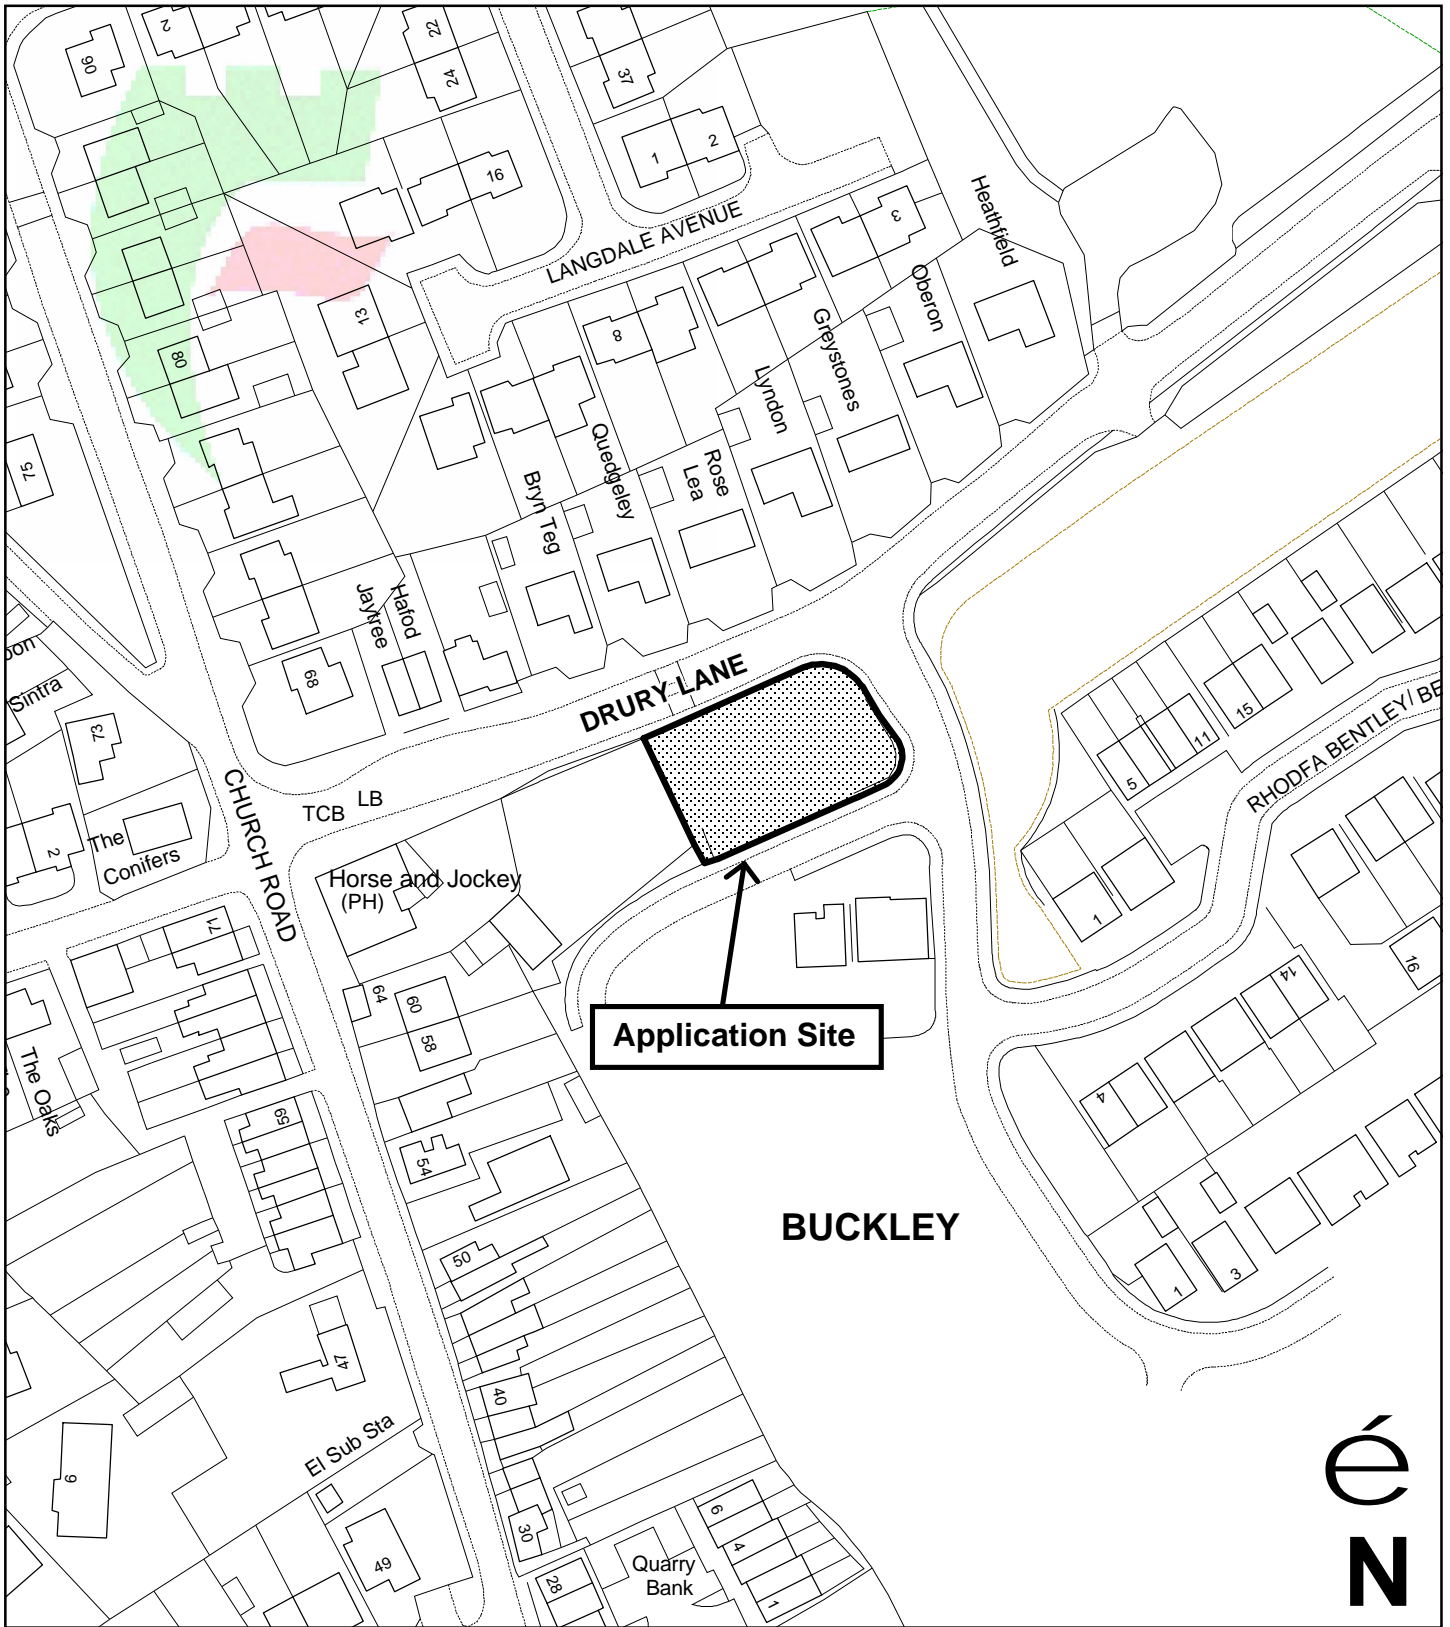 90
2
22
24
37
1
2
16
LANGDALE AVENUE
3
Heathfield
Oberon
Greystones
Lyndon
13
8
80
Rose
Lea
Quedgeley
Bryn Teg
75
Hafod
Jaytree
68
DRURY LANE
Sintra
73
CHURCH ROAD
TCB
LB
The
Conifers
2
Horse and Jockey
(PH)
71
64
60
58
The Oaks
59
54
5
11
15
RHODFA BENTLEY/ BE
1
14
16
4
1
3
Application Site
BUCKLEY
50
47
40
El Sub Sta
9
30
49
28
Quarry
Bank
6
4
1
é
N